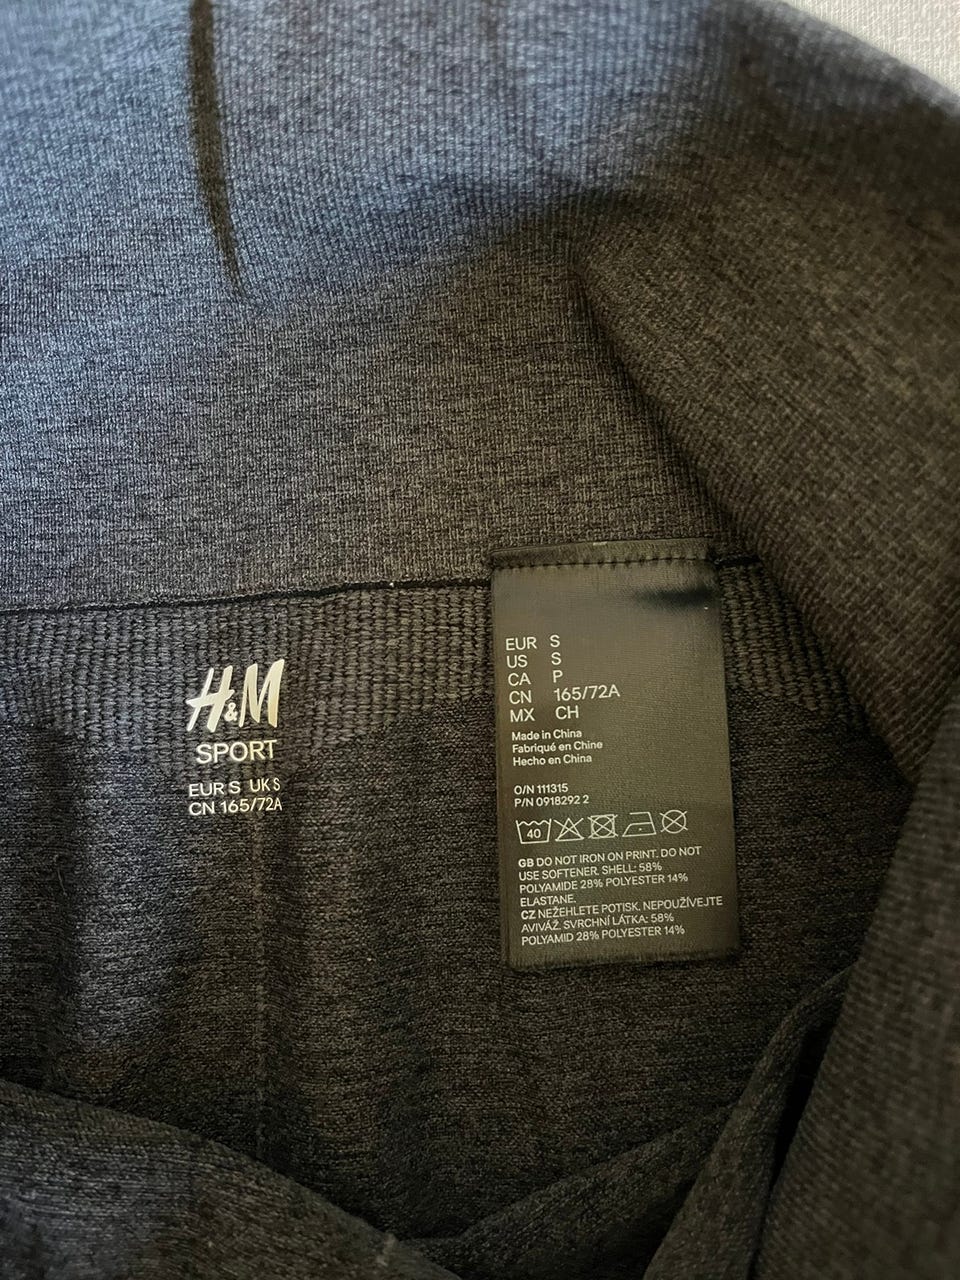 H&M
SPORT
EUR S UK S
CN 165/72A
EUR S
US S
CA P
CN 165/72A
MX CH
Made in China
Fabriqué en Chine
Hecho en China
O/N 111315
P/N 0918292 2
40
GB DO NOT IRON ON PRINT. DO NOT
USE SOFTENER. SHELL: 58%
POLYAMIDE 28% POLYESTER 14%
ELASTANE.
CZ NEŽEHLETE POTISK. NEPOUŽÍVEJTE
AVIVÁŽ. SVRCHNÍ LÁTKA: 58%
POLYAMID 28% POLYESTER 14%